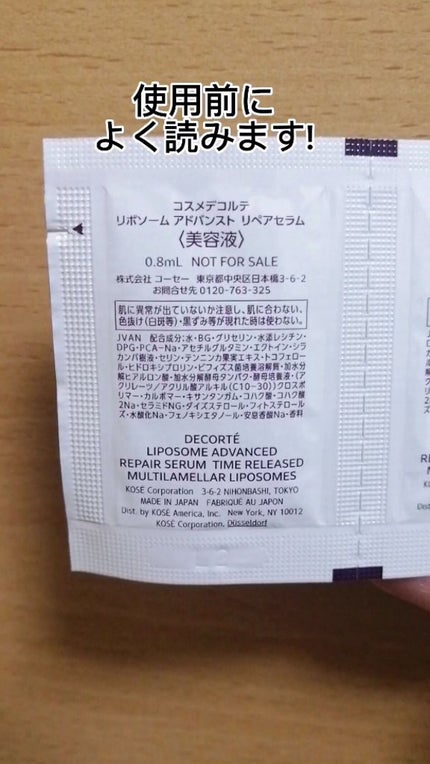 使用前に
よく読みます!
コスメデコルテ
リポソーム アドバンスト リペアセラム
〈美容液〉
0.8mL NOT FOR SALE
株式会社 コーセー 東京都中央区日本橋3-6-2
お問合せ先 0120-763-325
肌に異常が出ていないか注意し、肌に合わない、
色抜け(白斑等)・黒ずみ等が現れた時は使わない。
JVAN 配合成分:水・BG・グリセリン・水添レシチン・
DPG・PCA-Na・アセチルグルタミン・エクトイン・シラ
カンバ樹液・セリン・テンニンカ果実エキス・トコフェロ
ール・ヒドロキシプロリン・ビフィズス菌培養溶解質・加水分
解ヒアルロン酸・加水分解酵母タンパク・酵母培養液・(ア
クリレーツ/アクリル酸アルキル(C10-30))クロスポ
リマー・カルボマー・キサンタンガム・コハク酸・コハク酸
2Na・セラミドNG・ダイズステロール・フィトステロール
ズ・水酸化Na・フェノキシエタノール・安息香酸Na・香料
DECORTÉ
LIPOSOME ADVANCED
REPAIR SERUM TIME RELEASED
MULTILAMELLAR LIPOSOMES
KOSÉ Corporation 3-6-2 NIHONBASHI, TOKYO
MADE IN JAPAN FABRIQUÉ AU JAPON
Dist. by KOSÉ America, Inc. New York, NY 10012
KOSÉ Corporation. Düsseldorf